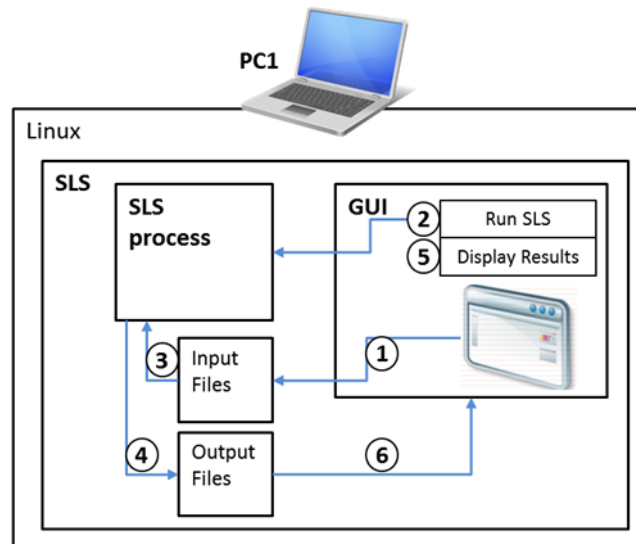 PC1
Linux
SLS
SLS
process
GUI
2
Run SLS
5
Display Results
1
3
Input
Files
4
Output
Files
6